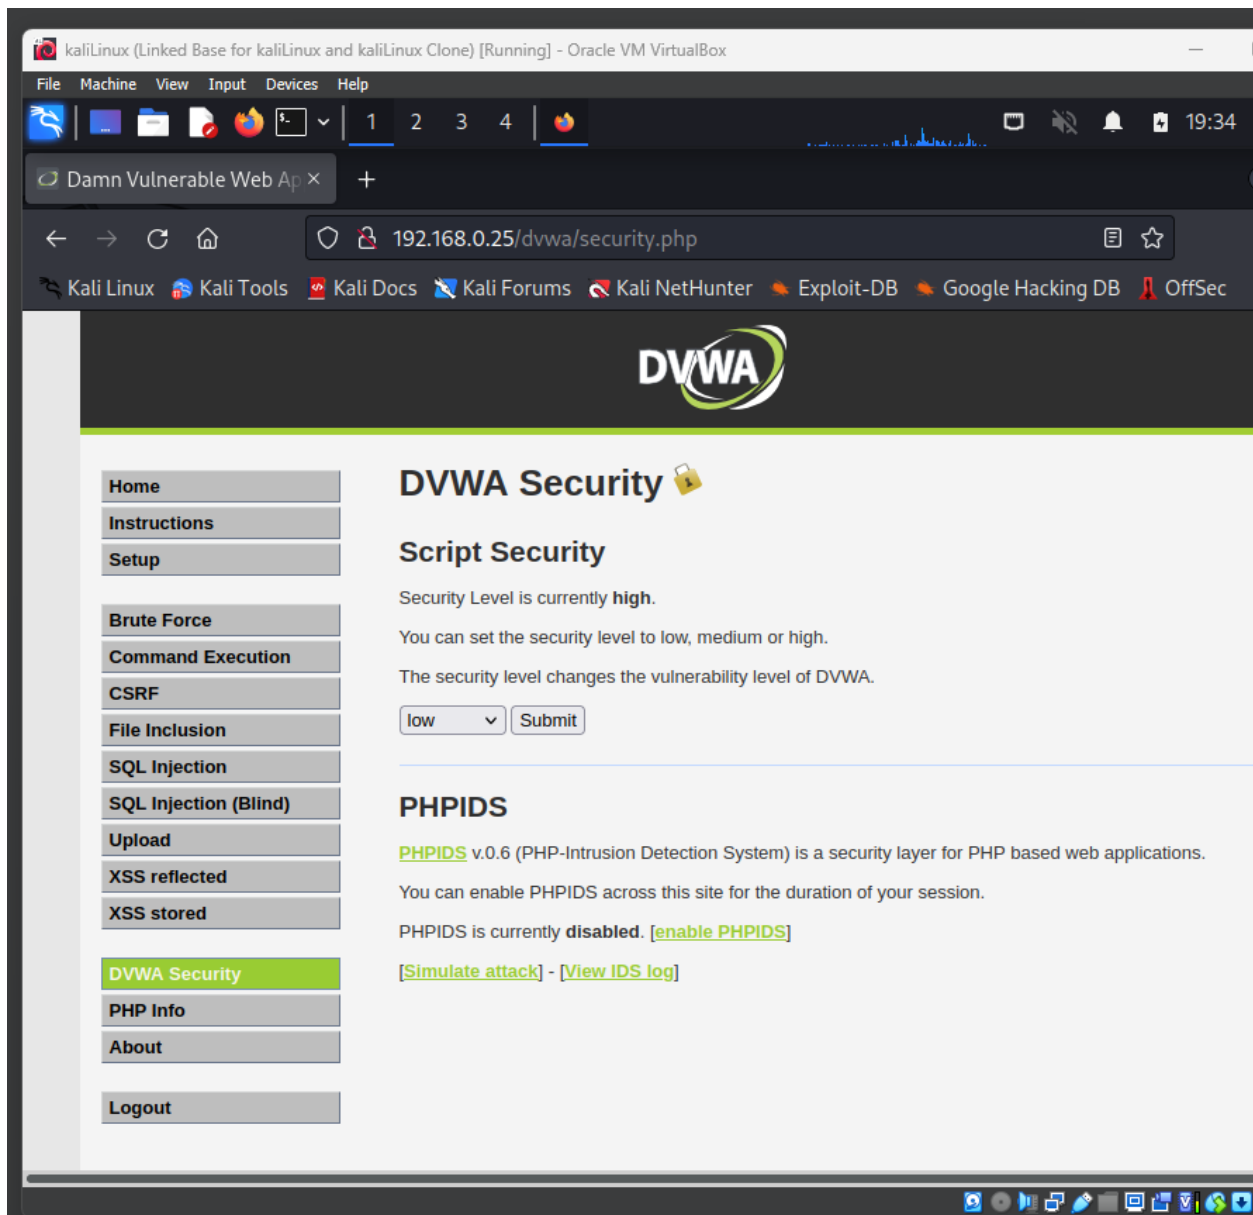 kaliLinux (Linked Base for kaliLinux and kaliLinux Clone) [Running] - Oracle VM VirtualBox
File Machine View Input Devices Help
1 2 3 4 19:34
Damn Vulnerable Web Ap
192.168.0.25/dvwa/security.php
Kali Linux Kali Tools Kali Docs Kali Forums Kali NetHunter Exploit-DB Google Hacking DB OffSec
DVWA
Home
Instructions
Setup
Brute Force
Command Execution
CSRF
File Inclusion
SQL Injection
SQL Injection (Blind)
Upload
XSS reflected
XSS stored
DVWA Security
PHP Info
About
Logout
DVWA Security
Script Security
Security Level is currently high.
You can set the security level to low, medium or high.
The security level changes the vulnerability level of DVWA.
low Submit
PHPIDS
PHPIDS v.0.6 (PHP-Intrusion Detection System) is a security layer for PHP based web applications.
You can enable PHPIDS across this site for the duration of your session.
PHPIDS is currently disabled. [enable PHPIDS]
[Simulate attack] - [View IDS log]